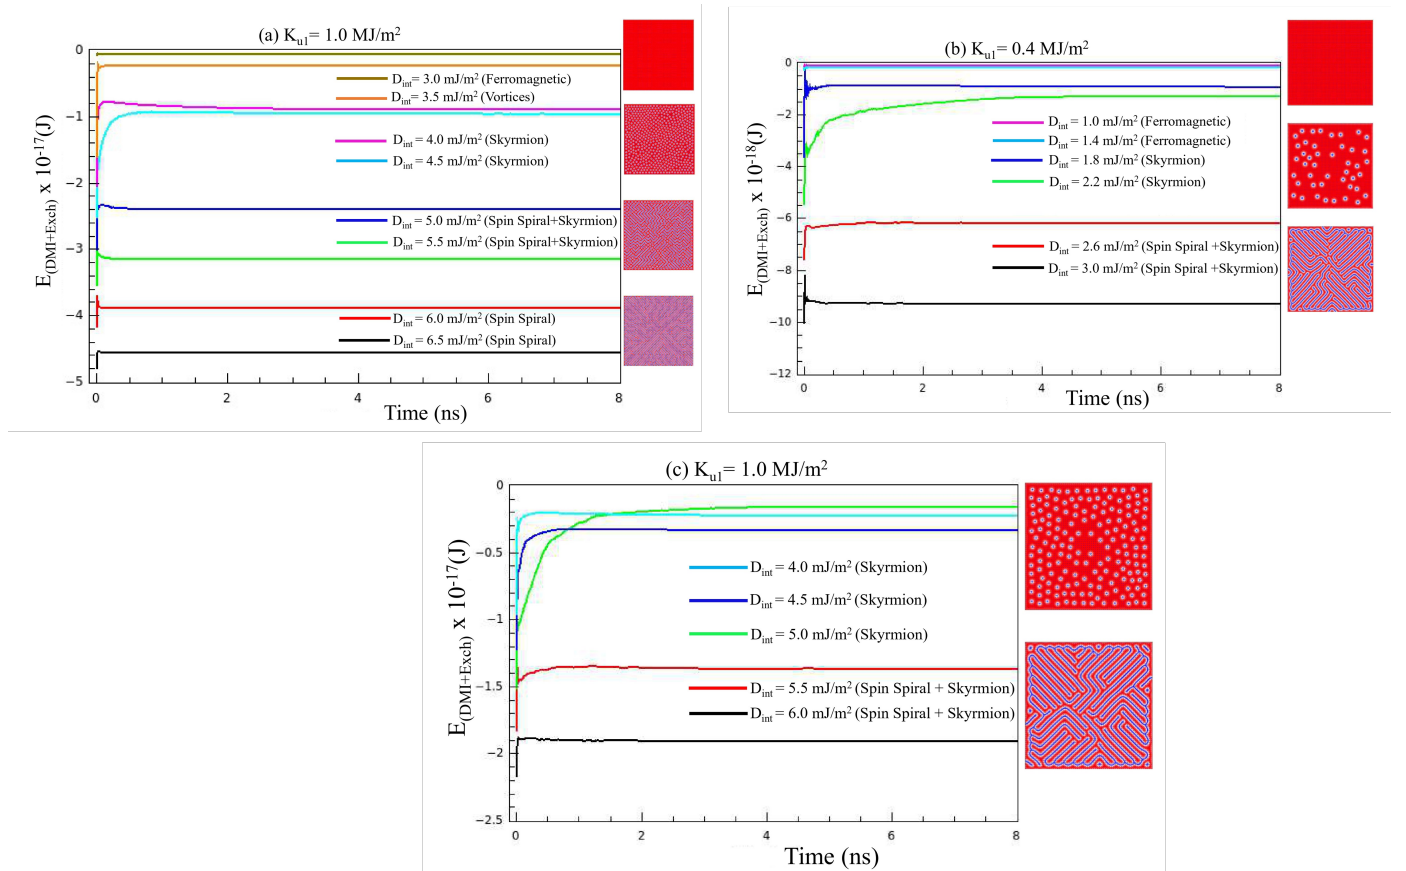 (a) Ku1= 1.0 MJ/m2
0
−1
−2
−3
−4
−5
E(DMI+Exch) x 10-17(J)
Dint= 3.0 mJ/m2 (Ferromagnetic)
Dint= 3.5 mJ/m2 (Vortices)
Dint = 4.0 mJ/m2 (Skyrmion)
Dint = 4.5 mJ/m2 (Skyrmion)
Dint = 5.0 mJ/m2 (Spin Spiral+Skyrmion)
Dint = 5.5 mJ/m2 (Spin Spiral+Skyrmion)
Dint = 6.0 mJ/m2 (Spin Spiral)
Dint = 6.5 mJ/m2 (Spin Spiral)
0 2 4 6 8
Time (ns)
(b) Ku1= 0.4 MJ/m2
0
−2
−4
−6
−8
−10
−12
E(DMI+Exch) x 10-18(J)
Dint = 1.0 mJ/m2 (Ferromagnetic)
Dint = 1.4 mJ/m2 (Ferromagnetic)
Dint = 1.8 mJ/m2 (Skyrmion)
Dint = 2.2 mJ/m2 (Skyrmion)
Dint = 2.6 mJ/m2 (Spin Spiral +Skyrmion)
Dint = 3.0 mJ/m2 (Spin Spiral +Skyrmion)
0 2 4 6 8
Time (ns)
(c) Ku1= 1.0 MJ/m2
0
−0.5
−1
−1.5
−2
−2.5
E(DMI+Exch) x 10-17(J)
Dint = 4.0 mJ/m2 (Skyrmion)
Dint = 4.5 mJ/m2 (Skyrmion)
Dint = 5.0 mJ/m2 (Skyrmion)
Dint = 5.5 mJ/m2 (Spin Spiral + Skyrmion)
Dint = 6.0 mJ/m2 (Spin Spiral + Skyrmion)
0 2 4 6 8
Time (ns)